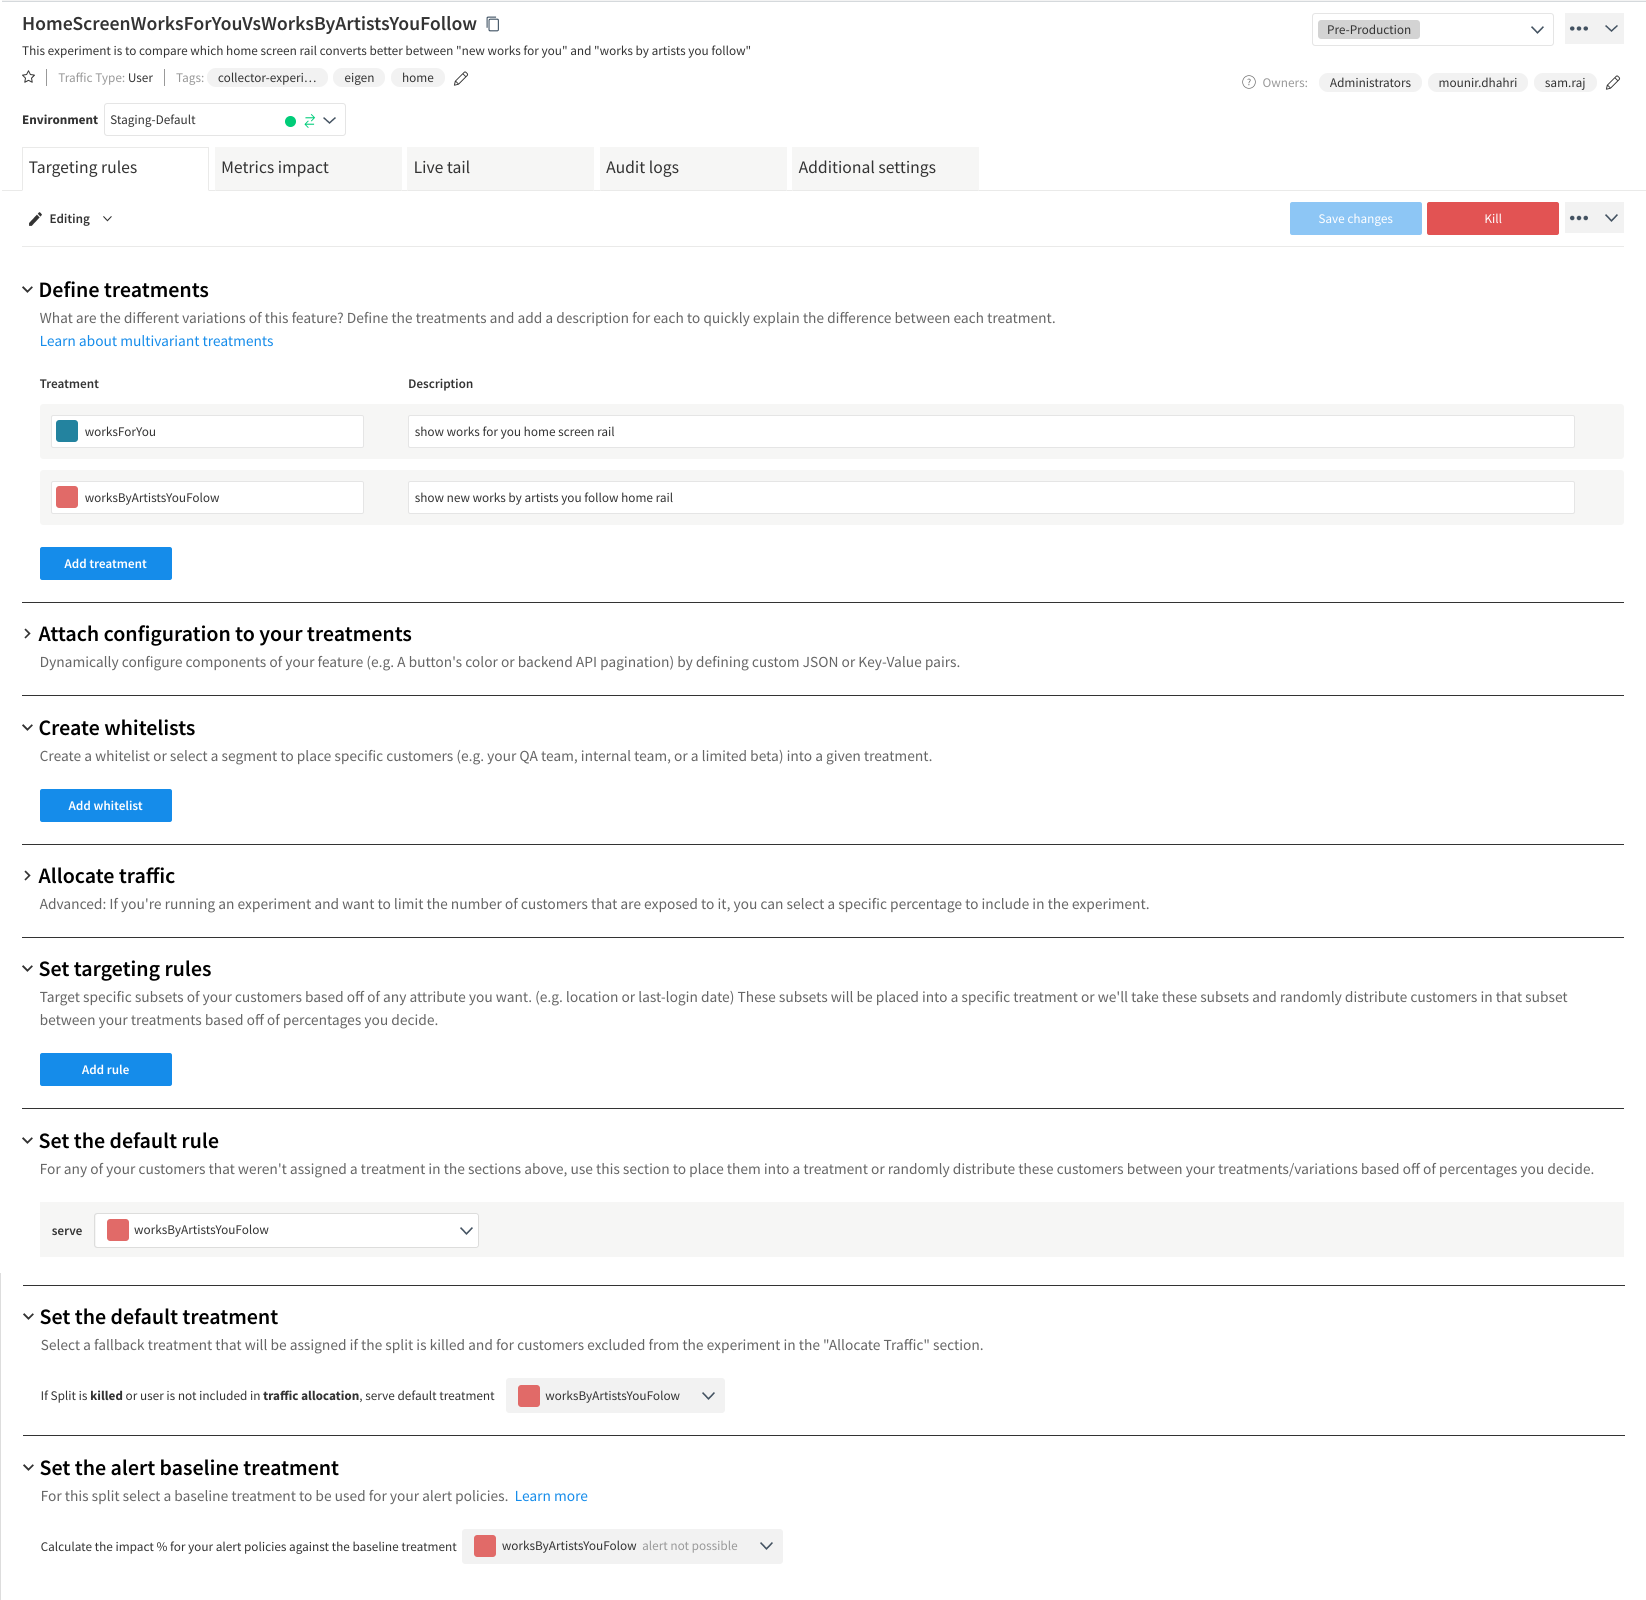 HomeScreenWorksForYouVsWorksByArtistsYouFollow
Pre-Production
This experiment is to compare which home screen rail converts better between "new works for you" and "works by artists you follow"
Traffic Type: User Tags: collector-experi... eigen home
Owners: Administrators mounir.dhahri sam.raj
Environment Staging-Default
Targeting rules Metrics impact Live tail Audit logs Additional settings
Editing Save changes Kill
Define treatments
What are the different variations of this feature? Define the treatments and add a description for each to quickly explain the difference between each treatment.
Learn about multivariant treatments
Treatment Description
worksForYou show works for you home screen rail
worksByArtistsYouFolow show new works by artists you follow home rail
Add treatment
Attach configuration to your treatments
Dynamically configure components of your feature (e.g. A button's color or backend API pagination) by defining custom JSON or Key-Value pairs.
Create whitelists
Create a whitelist or select a segment to place specific customers (e.g. your QA team, internal team, or a limited beta) into a given treatment.
Add whitelist
Allocate traffic
Advanced: If you're running an experiment and want to limit the number of customers that are exposed to it, you can select a specific percentage to include in the experiment.
Set targeting rules
Target specific subsets of your customers based off of any attribute you want. (e.g. location or last-login date) These subsets will be placed into a specific treatment or we'll take these subsets and randomly distribute customers in that subset
between your treatments based off of percentages you decide.
Add rule
Set the default rule
For any of your customers that weren't assigned a treatment in the sections above, use this section to place them into a treatment or randomly distribute these customers between your treatments/variations based off of percentages you decide.
serve worksByArtistsYouFolow
Set the default treatment
Select a fallback treatment that will be assigned if the split is killed and for customers excluded from the experiment in the "Allocate Traffic" section.
If Split is killed or user is not included in traffic allocation, serve default treatment worksByArtistsYouFolow
Set the alert baseline treatment
For this split select a baseline treatment to be used for your alert policies. Learn more
Calculate the impact % for your alert policies against the baseline treatment worksByArtistsYouFolow alert not possible